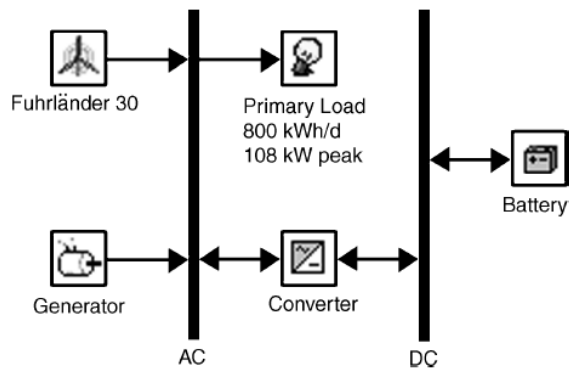 Fuhrländer 30
Primary Load
800 kWh/d
108 kW peak
Battery
Generator
Converter
AC
DC